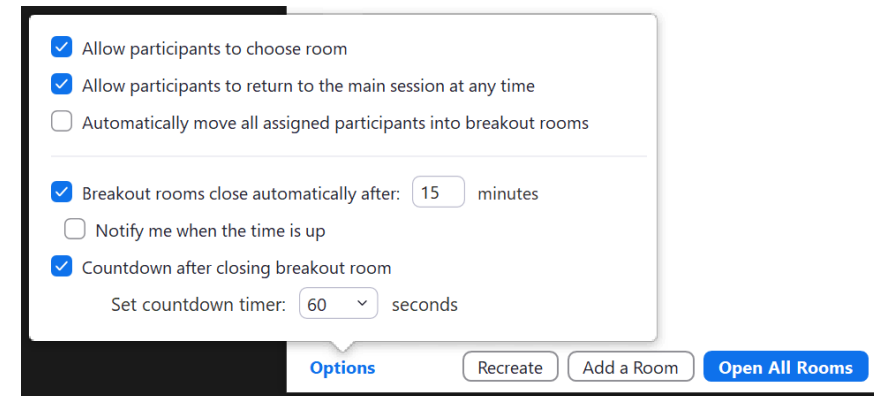 Allow participants to choose room
Allow participants to return to the main session at any time
Automatically move all assigned participants into breakout rooms
Breakout rooms close automatically after: 15 minutes
Notify me when the time is up
Countdown after closing breakout room
Set countdown timer: 60 seconds
Options Recreate Add a Room Open All Rooms